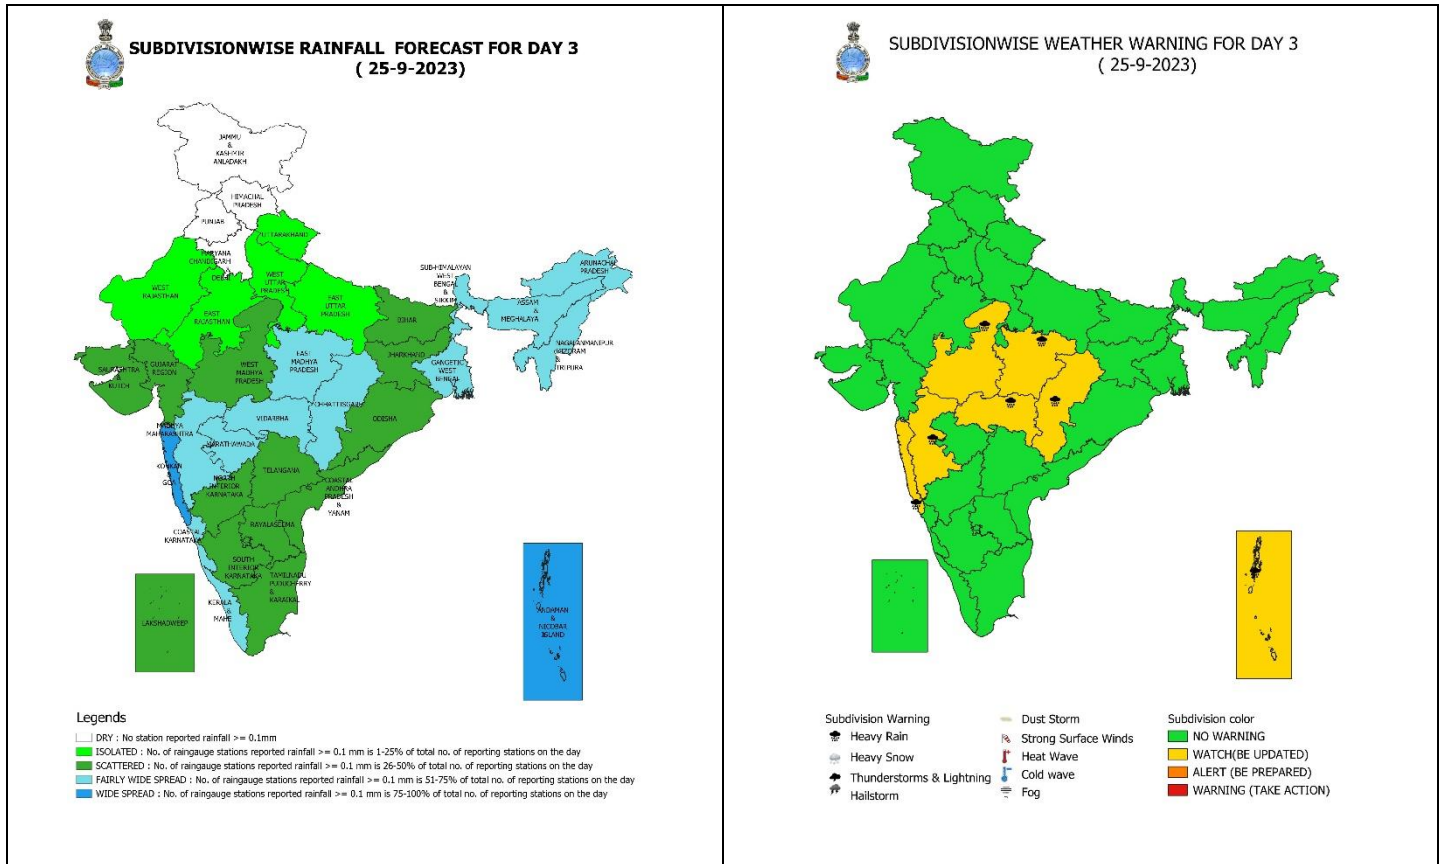 SUBDIVISIONWISE RAINFALL FORECAST FOR DAY 3
( 25-9-2023)
JAMMU
&
KASHMIR
ANLADAKH
HIMACHAL
PRADESH
PUNJAB
UTTARAKHAND
HARYANA
CHANDIGARH
DELHI
WEST
UTTAR
PRADESH
WEST
RAJASTHAN
EAST
RAJASTHAN
EAST
UTTAR
PRADESH
SUB-HIMALAYAN
WEST
BENGAL
&
SIKKIM
ARUNACHAL
PRADESH
ASSAM
&
MEGHALAYA
NAGALANMANIPUR
MIZORAM
&
TRIPURA
BIHAR
JHARKHAND
GANGETIC
WEST
BENGAL
EAST
MADHYA
PRADESH
WEST
MADHYA
PRADESH
GUJARAT
REGION
SAURASHTRA
&
KUTCH
CHHATTISGARH
ODISHA
VIDARBHA
MADHYA
MAHARASHTRA
MARATHAWADA
KONKAN
&
GOA
TELANGANA
NORTH
INTERIOR
KARNATAKA
COASTAL
ANDHRA
PRADESH
&
YANAM
RAYALASEEMA
COASTAL
KARNATAKA
SOUTH
INTERIOR
KARNATAKA
TAMILNADU
PUDUCHERRY
&
KARAIKAL
KERALA
&
MAHE
LAKSHADWEEP
ANDAMAN
&
NICOBAR
ISLAND
Legends
DRY : No station reported rainfall >= 0.1mm
ISOLATED : No. of raingauge stations reported rainfall >= 0.1 mm is 1-25% of total no. of reporting stations on the day
SCATTERED : No. of raingauge stations reported rainfall >= 0.1 mm is 26-50% of total no. of reporting stations on the day
FAIRLY WIDE SPREAD : No. of raingauge stations reported rainfall >= 0.1 mm is 51-75% of total no. of reporting stations on the day
WIDE SPREAD : No. of raingauge stations reported rainfall >= 0.1 mm is 75-100% of total no. of reporting stations on the day
SUBDIVISIONWISE WEATHER WARNING FOR DAY 3
( 25-9-2023)
Subdivision Warning
Heavy Rain
Heavy Snow
Thunderstorms & Lightning
Hailstorm
Dust Storm
Strong Surface Winds
Heat Wave
Cold wave
Fog
Subdivision color
NO WARNING
WATCH(BE UPDATED)
ALERT (BE PREPARED)
WARNING (TAKE ACTION)